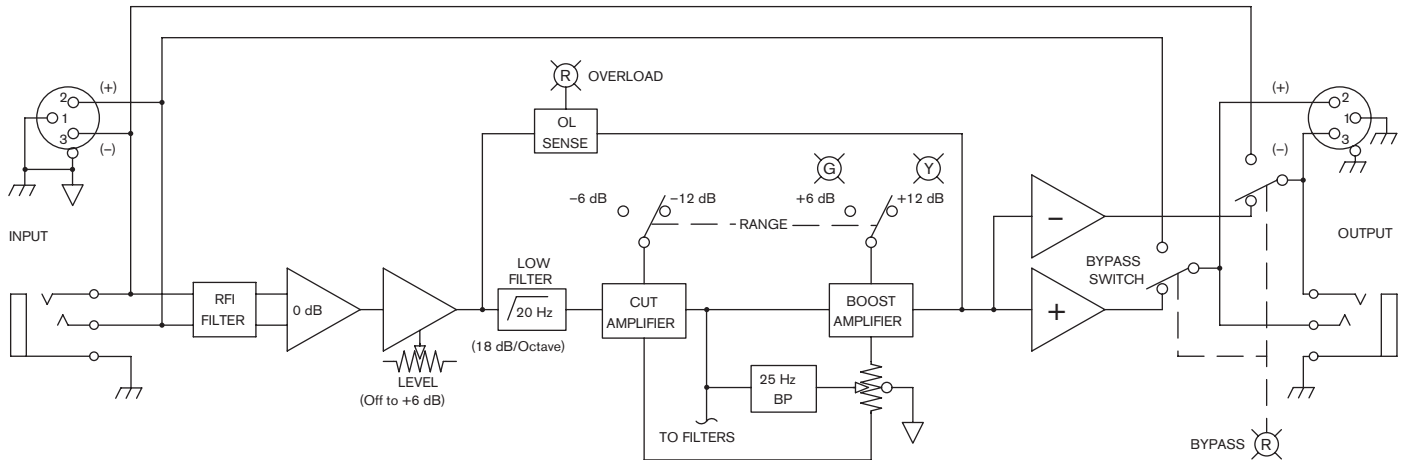 R OVERLOAD
(+)
2
1
3
(-)
OL
SENSE
(+)
2
1
3
(-)
G
Y
–6 dB
–12 dB
RANGE
+6 dB
+12 dB
INPUT
OUTPUT
BYPASS
SWITCH
RFI
FILTER
0 dB
LOW
FILTER
20 Hz
(18 dB/Octave)
CUT
AMPLIFIER
BOOST
AMPLIFIER
–
+
LEVEL
(Off to +6 dB)
25 Hz
BP
TO FILTERS
BYPASS R